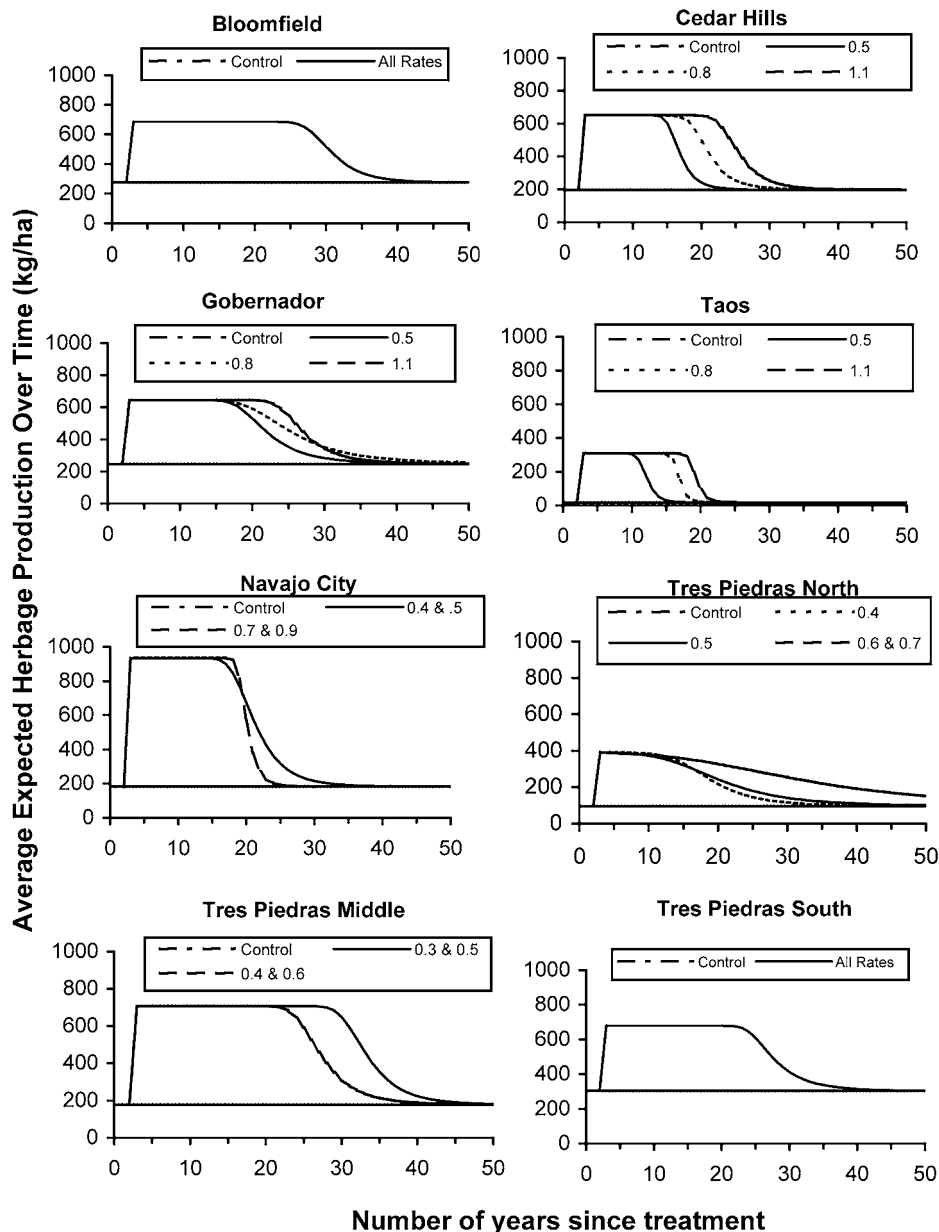 Average Expected Herbage Production Over Time (kg/ha)
Bloomfield
Control All Rates
1000
800
600
400
200
0
0 10 20 30 40 50
Cedar Hills
Control 0.5
0.8 1.1
1000
800
600
400
200
0
0 10 20 30 40 50
Gobernador
Control 0.5
0.8 1.1
1000
800
600
400
200
0
0 10 20 30 40 50
Taos
Control 0.5
0.8 1.1
1000
800
600
400
200
0
0 10 20 30 40 50
Navajo City
Control 0.4 & .5
0.7 & 0.9
1000
800
600
400
200
0
0 10 20 30 40 50
Tres Piedras North
Control 0.4
0.5 0.6 & 0.7
1000
800
600
400
200
0
0 10 20 30 40 50
Tres Piedras Middle
Control 0.3 & 0.5
0.4 & 0.6
1000
800
600
400
200
0
0 10 20 30 40 50
Tres Piedras South
Control All Rates
1000
800
600
400
200
0
0 10 20 30 40 50
Number of years since treatment